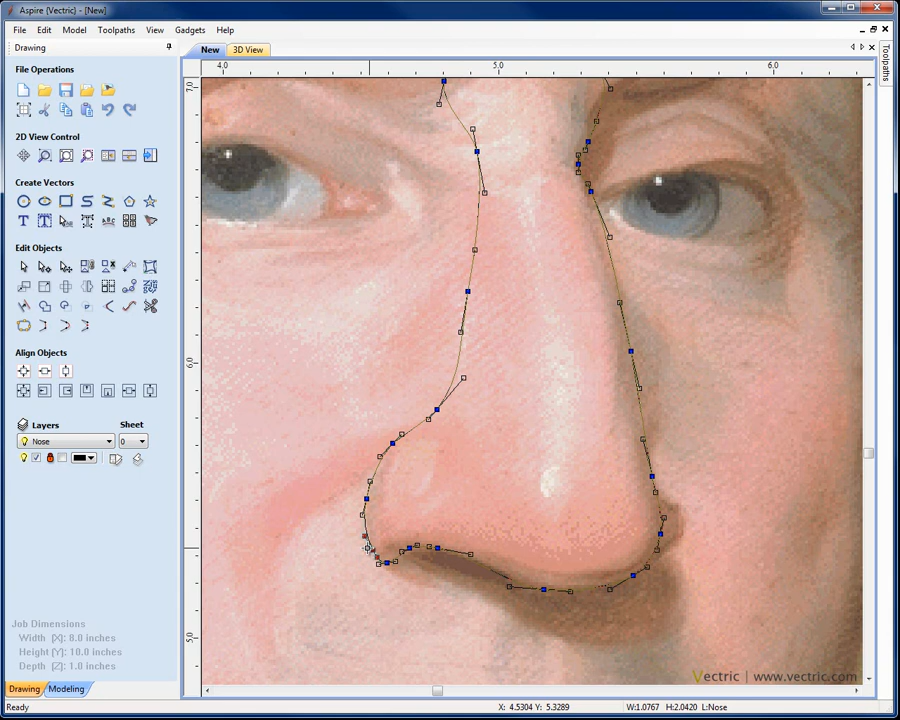 Aspire [Vectric] - [New]
File Edit Model Toolpaths View Gadgets Help
Drawing
New
3D View
Toolpaths
4.0
5.0
6.0
7.0
6.0
5.0
File Operations
2D View Control
Create Vectors
Edit Objects
Align Objects
Layers
Sheet
Nose
0
Job Dimensions
Width (X): 8.0 inches
Height (Y): 10.0 inches
Depth (Z): 1.0 inches
Drawing
Modeling
Vectric | www.vectric.com
Ready
X: 4.5304 Y: 5.3289
W:1.0767 H:2.0420 L:Nose